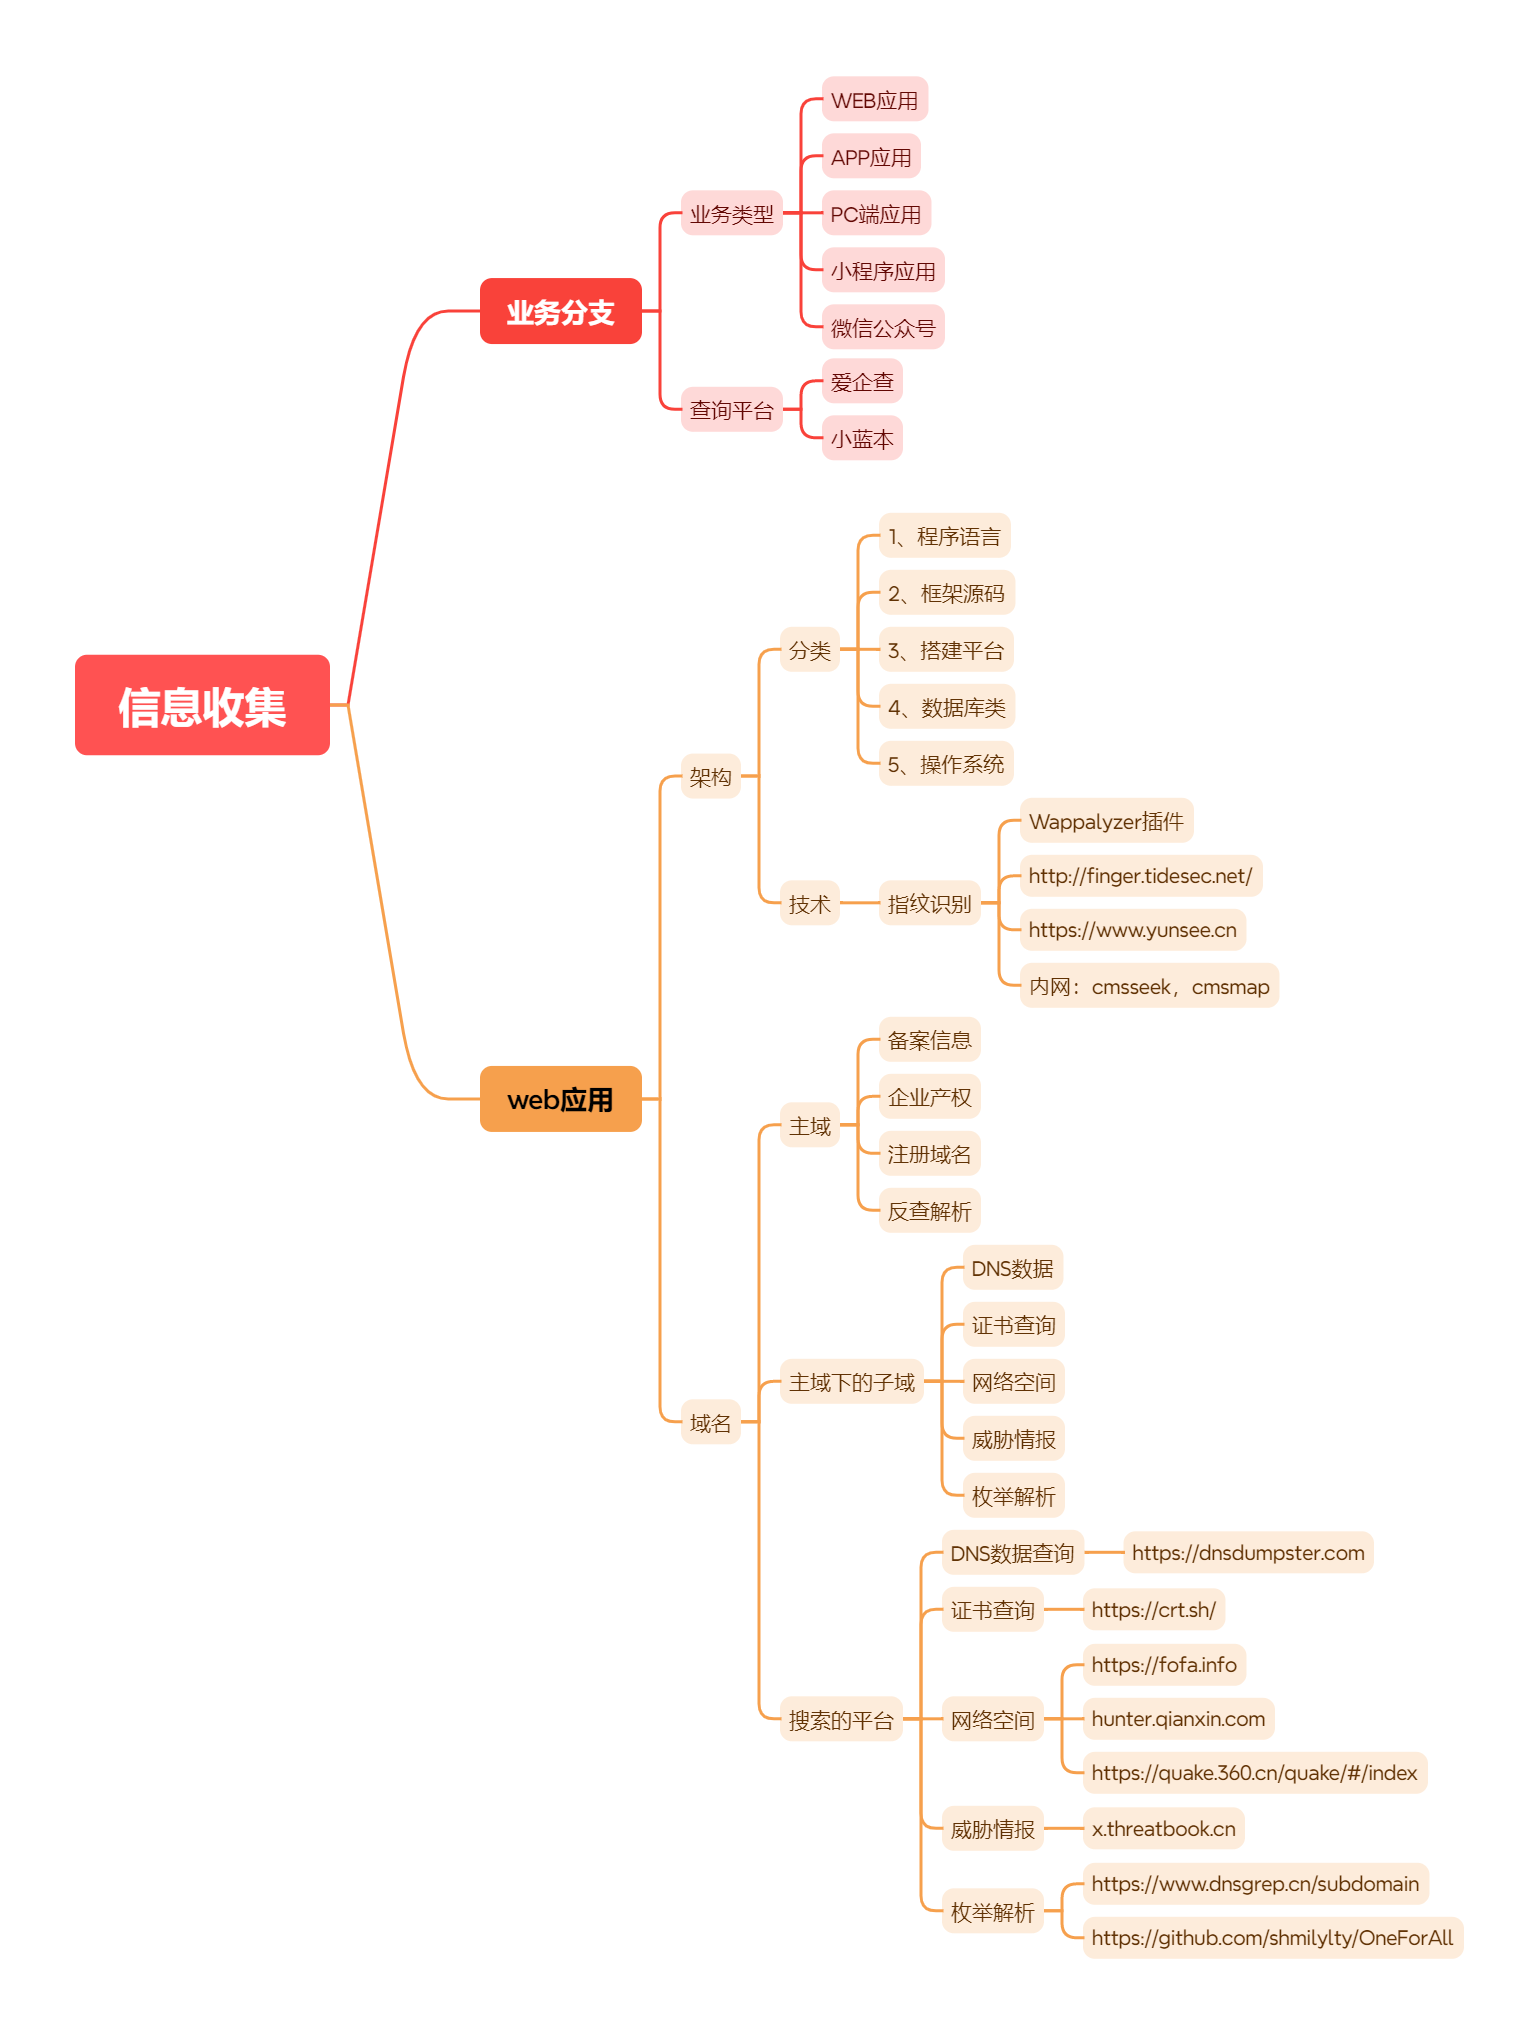 信息收集
业务分支
业务类型
WEB应用
APP应用
PC端应用
小程序应用
微信公众号
查询平台
爱企查
小蓝本
web应用
架构
分类
1、程序语言
2、框架源码
3、搭建平台
4、数据库类
5、操作系统
技术
指纹识别
Wappalyzer插件
http://finger.tidesec.net/
https://www.yunsee.cn
内网：cmsseek，cmsmap
域名
主域
备案信息
企业产权
注册域名
反查解析
主域下的子域
DNS数据
证书查询
网络空间
威胁情报
枚举解析
搜索的平台
DNS数据查询
https://dnsdumpster.com
证书查询
https://crt.sh/
网络空间
https://fofa.info
hunter.qianxin.com
https://quake.360.cn/quake/#/index
威胁情报
x.threatbook.cn
枚举解析
https://www.dnsgrep.cn/subdomain
https://github.com/shmilylty/OneForAll